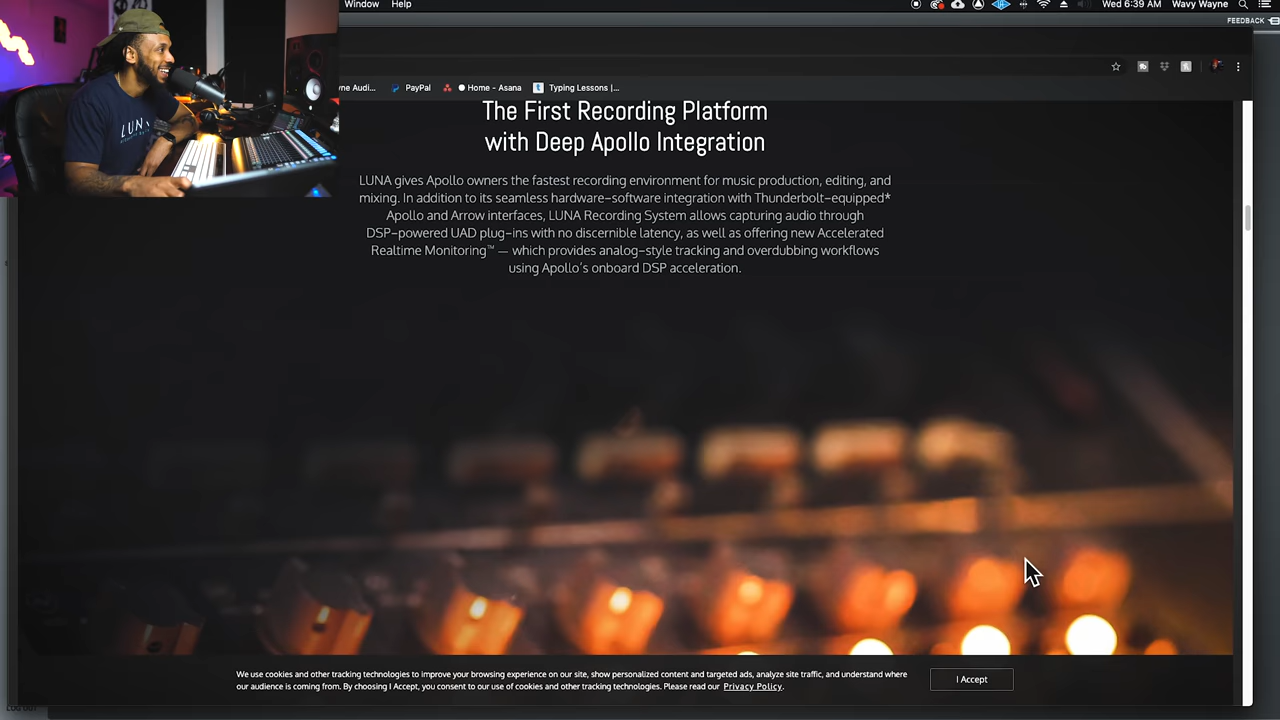 Window Help
Wed 6:39 AM Wavy Wayne
FEEDBACK
LUN
ne Audi... PayPal Home - Asana Typing Lessons |...
The First Recording Platform
with Deep Apollo Integration
LUNA gives Apollo owners the fastest recording environment for music production, editing, and
mixing. In addition to its seamless hardware-software integration with Thunderbolt-equipped*
Apollo and Arrow interfaces, LUNA Recording System allows capturing audio through
DSP-powered UAD plug-ins with no discernible latency, as well as offering new Accelerated
Realtime Monitoring™ — which provides analog-style tracking and overdubbing workflows
using Apollo's onboard DSP acceleration.
We use cookies and other tracking technologies to improve your browsing experience on our site, show personalized content and targeted ads, analyze site traffic, and understand where
our audience is coming from. By choosing I Accept, you consent to our use of cookies and other tracking technologies. Please read our Privacy Policy.
I Accept